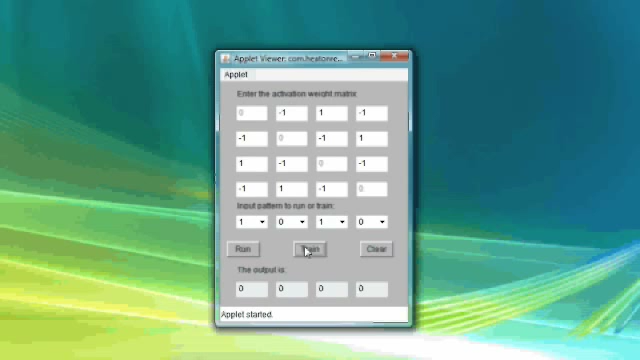 Applet Viewer: com.heatonre...
Applet
Enter the activation weight matrix:
0 -1 1 -1
-1 0 -1 1
1 -1 0 -1
-1 1 -1 0
Input pattern to run or train:
1 0 1 0
Run Train Clear
The output is:
0 0 0 0
Applet started.